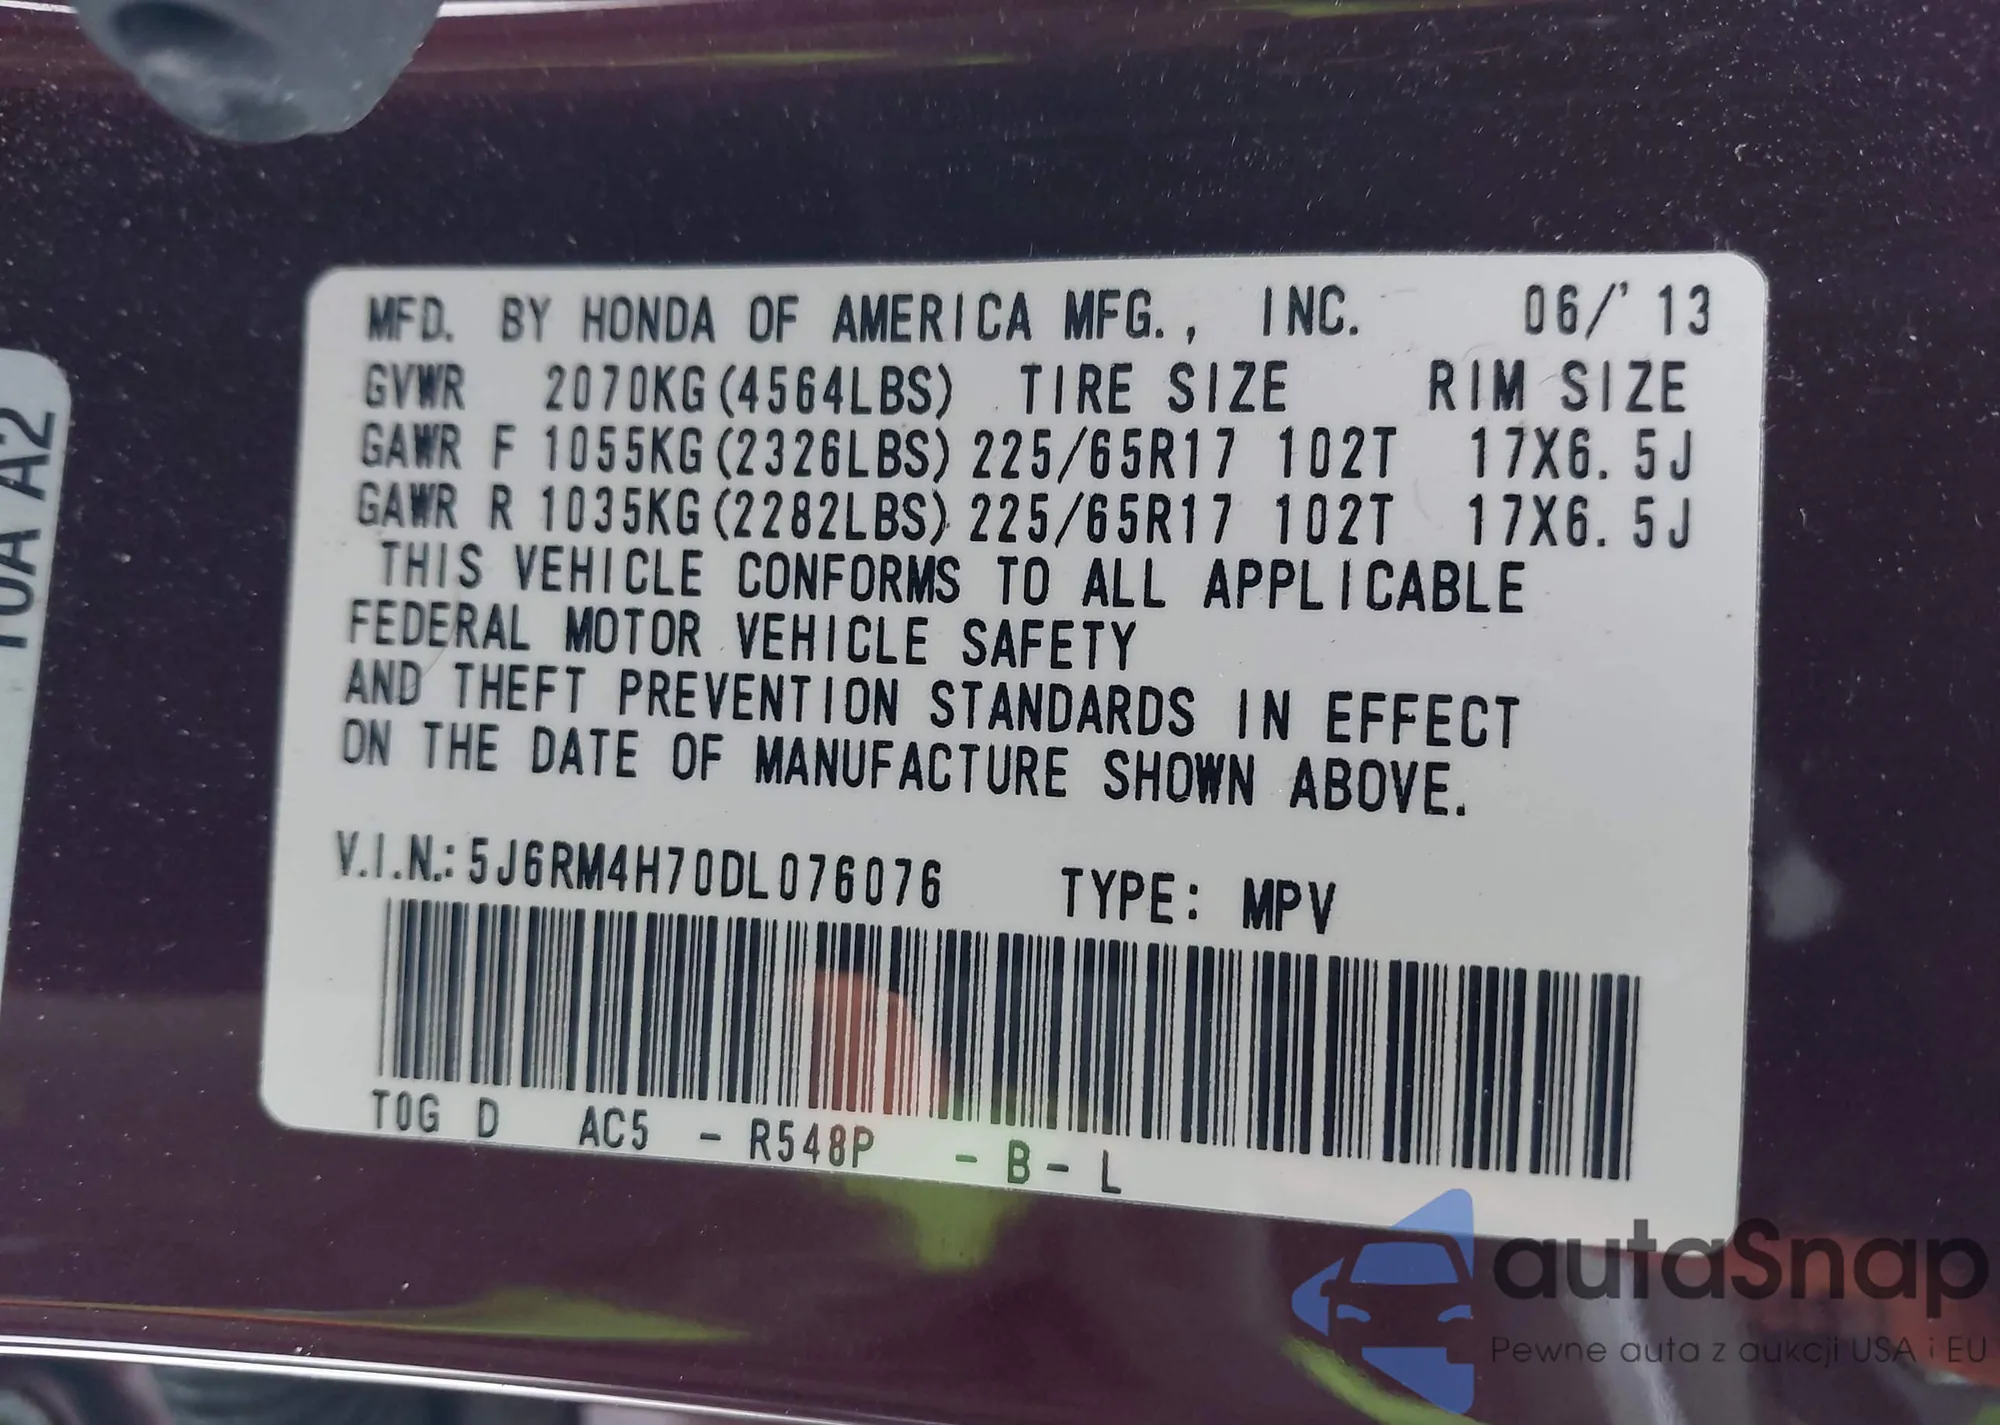 MFD. BY HONDA OF AMERICA MFG., INC. 06/'13
GVWR 2070KG(4564LBS) TIRE SIZE RIM SIZE
GAWR F 1055KG(2326LBS) 225/65R17 102T 17X6.5J
GAWR R 1035KG(2282LBS) 225/65R17 102T 17X6.5J
THIS VEHICLE CONFORMS TO ALL APPLICABLE
FEDERAL MOTOR VEHICLE SAFETY
AND THEFT PREVENTION STANDARDS IN EFFECT
ON THE DATE OF MANUFACTURE SHOWN ABOVE.
V.I.N.: 5J6RM4H70DL076076 TYPE: MPV
T0G D AC5 - R548P - B - L
A2
autaSnap
Pewne auta z aukcji USA i EU